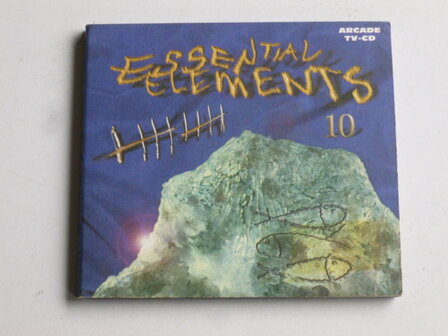 ARCADE
TV-CD
ESSENTIAL
ELEMENTS
10